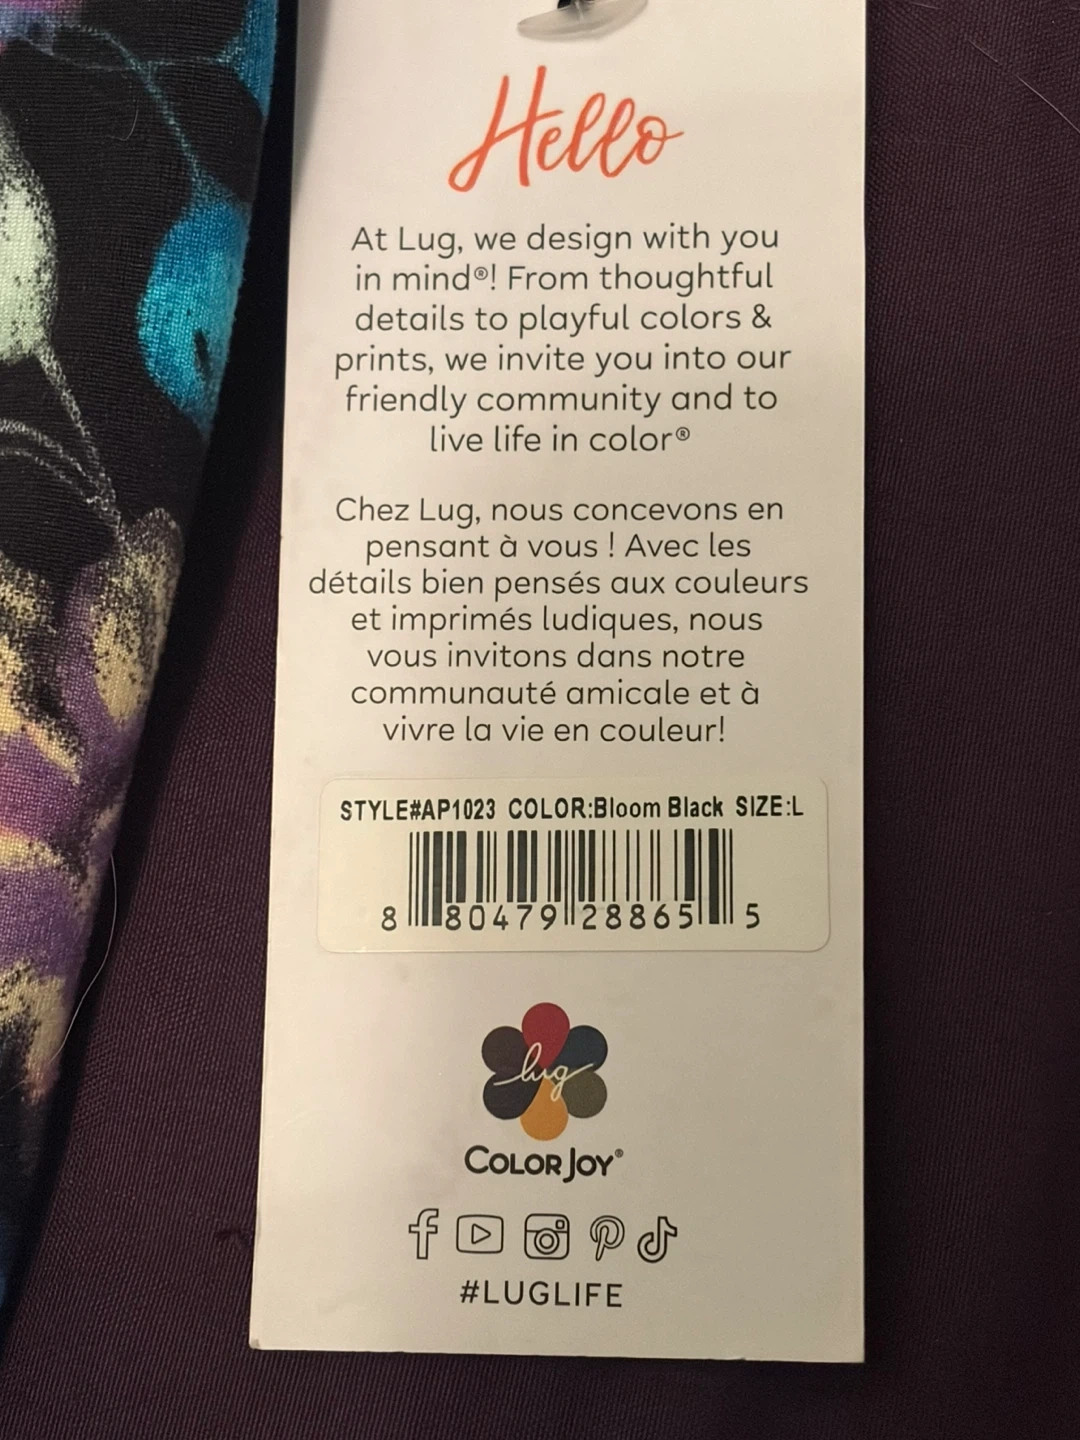 Hello
At Lug, we design with you
in mind®! From thoughtful
details to playful colors &
prints, we invite you into our
friendly community and to
live life in color®
Chez Lug, nous concevons en
pensant à vous ! Avec les
détails bien pensés aux couleurs
et imprimés ludiques, nous
vous invitons dans notre
communauté amicale et à
vivre la vie en couleur!
STYLE#AP1023 COLOR:Bloom Black SIZE:L
8 80479 28865 5
lug
COLOR JOY®
#LUGLIFE